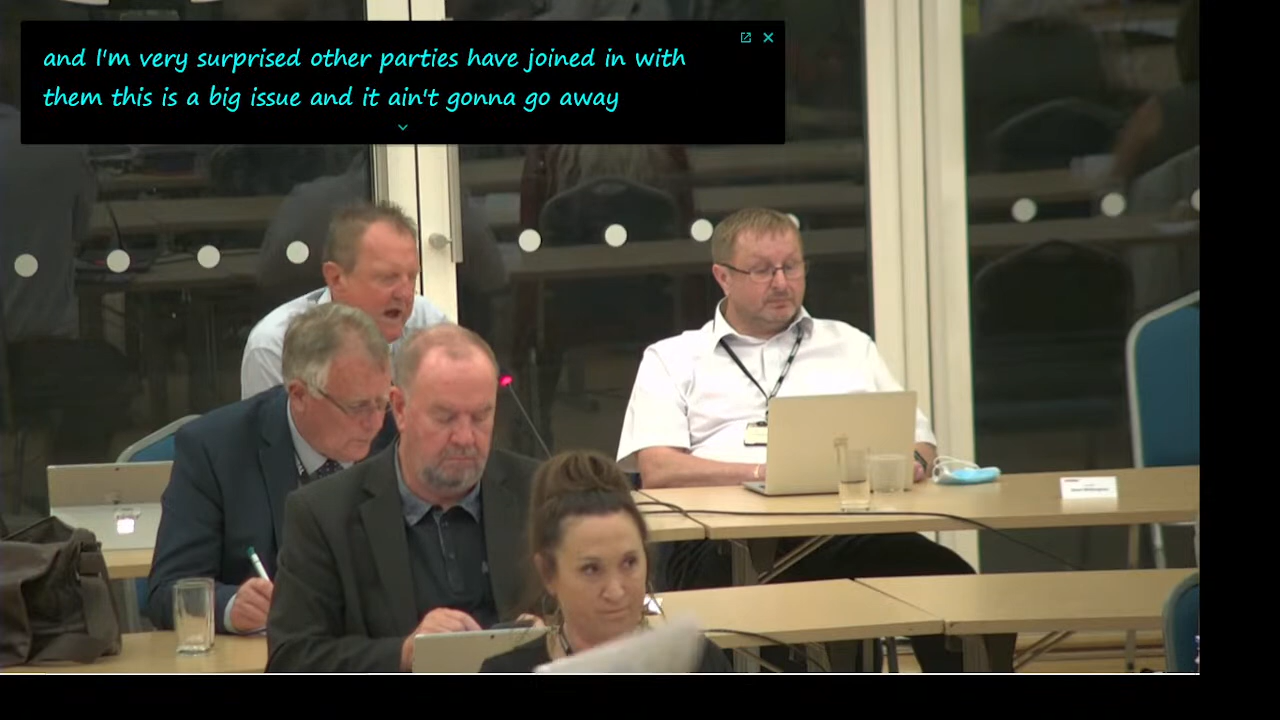 and I'm very surprised other parties have joined in with
them this is a big issue and it ain't gonna go away